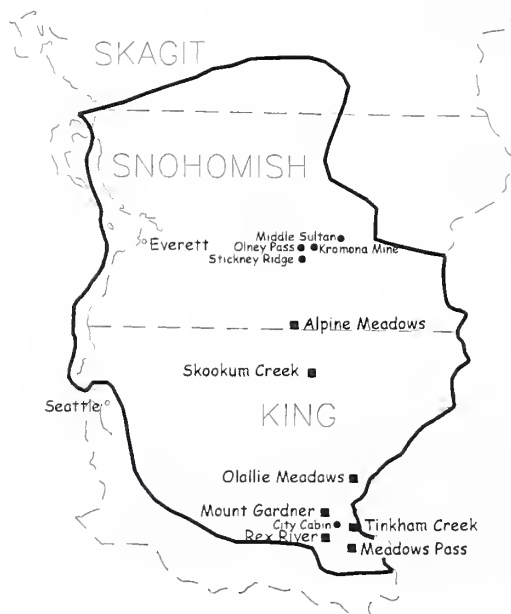 SKAGIT
SNOHOMISH
Middle Sultan
Everett
Olney Pass
Kromona Mine
Stickney Ridge
Alpine Meadows
Skookum Creek
Seattle
KING
Olallie Meadows
Mount Gardner
City Cabin
Tinkham Creek
Rex River
Meadows Pass